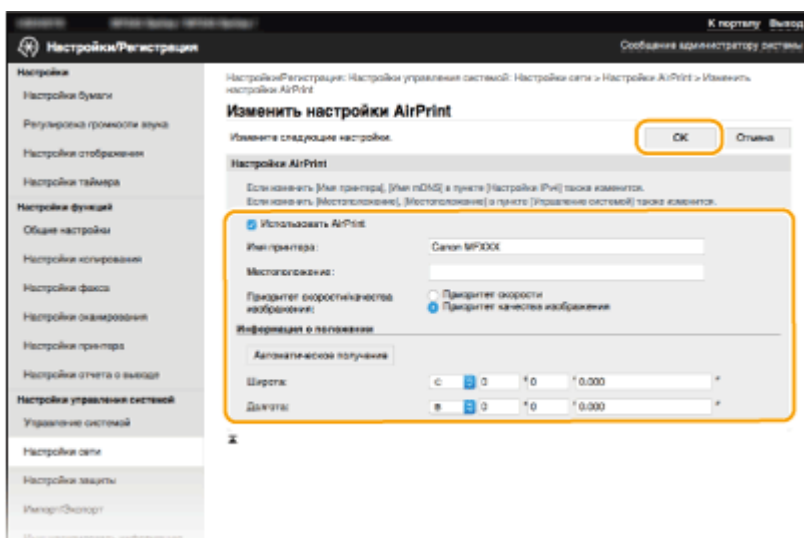 К порталу Выход
Настройки/Регистрация
Сообщение администратору системы
Настройки
Настройки бумаги
Регулировка громкости звука
Настройки отображения
Настройки таймера
Настройки функций
Общие настройки
Настройки копирования
Настройки факса
Настройки сканирования
Настройки принтера
Настройки отчета о выводе
Настройки управления системой
Управление системой
Настройки сети
Настройки защиты
Импорт/Экспорт
Настройки/Регистрация: Настройки управления системой: Настройки сети > Настройки AirPrint > Изменить
настройки AirPrint
Изменить настройки AirPrint
Измените следующие настройки.
OK
Отмена
Настройки AirPrint
Если изменить [Имя принтера], [Имя mDNS] в пункте [Настройки IPv4] также изменится.
Если изменить [Местоположение], [Местоположение] в пункте [Управление системой] также изменится.
Использовать AirPrint
Имя принтера: Canon MFXXX
Местоположение:
Приоритет скорости/качества
изображения:
Приоритет скорости
Приоритет качества изображения
Информация о положении
Автоматическое получение
Широта: С 0 ° 0 ' 0.000 "
Долгота: В 0 ° 0 ' 0.000 "